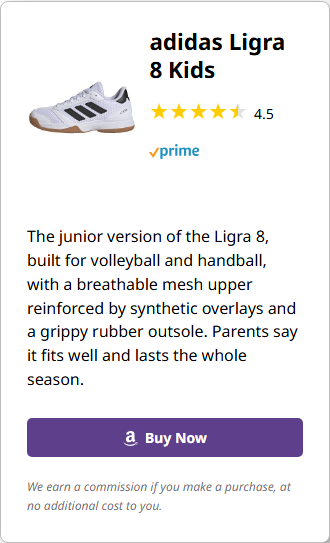 adidas Ligra
8 Kids
4.5
prime
The junior version of the Ligra 8,
built for volleyball and handball,
with a breathable mesh upper
reinforced by synthetic overlays and
a grippy rubber outsole. Parents say
it fits well and lasts the whole
season.
a Buy Now
We earn a commission if you make a purchase, at
no additional cost to you.